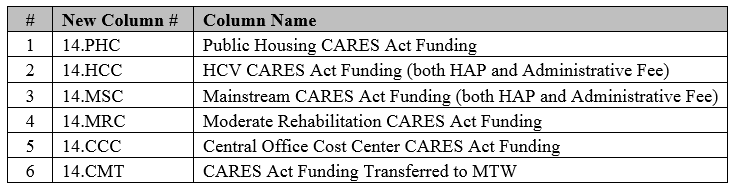 # New Column # Column Name
1 14.PHC Public Housing CARES Act Funding
2 14.HCC HCV CARES Act Funding (both HAP and Administrative Fee)
3 14.MSC Mainstream CARES Act Funding (both HAP and Administrative Fee)
4 14.MRC Moderate Rehabilitation CARES Act Funding
5 14.CCC Central Office Cost Center CARES Act Funding
6 14.CMT CARES Act Funding Transferred to MTW